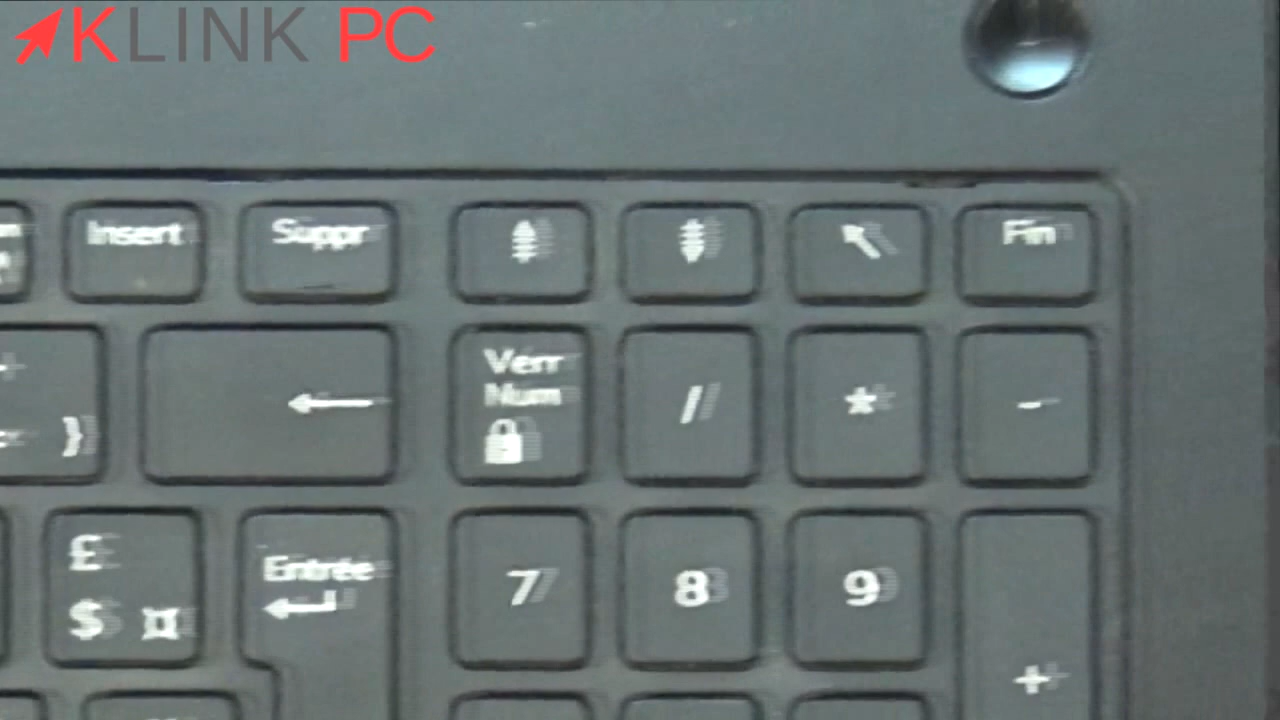 KLINK PC
Insert Suppr Fin
}
Verr
Num
/ * -
£
$ ¤
Entrée
7 8 9
+